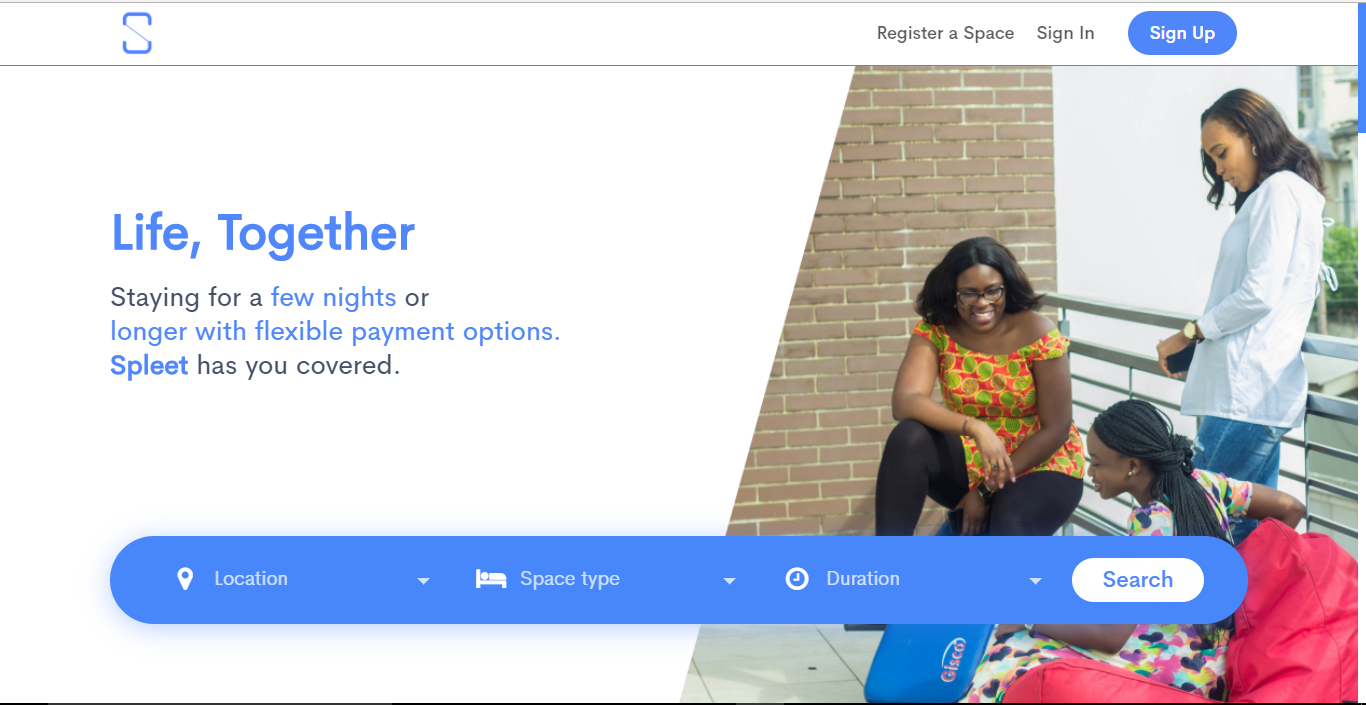 S
Register a Space
Sign In
Sign Up
Life, Together
Staying for a few nights or
longer with flexible payment options.
Spleet has you covered.
Location
Space type
Duration
Search
Gisco